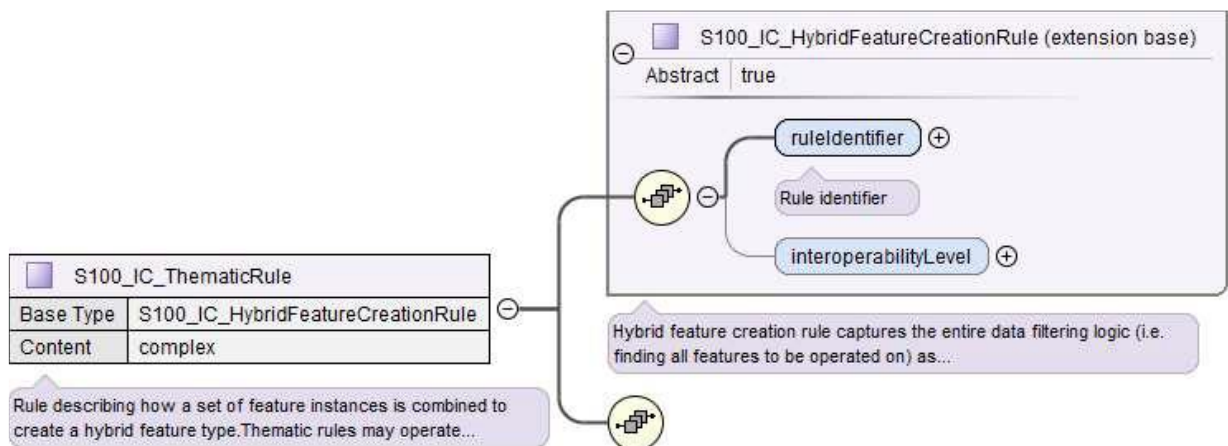 S100_IC_HybridFeatureCreationRule (extension base)
Abstract true
ruleIdentifier
Rule identifier
interoperabilityLevel
Hybrid feature creation rule captures the entire data filtering logic (i.e.
finding all features to be operated on) as...
S100_IC_ThematicRule
Base Type S100_IC_HybridFeatureCreationRule
Content complex
Rule describing how a set of feature instances is combined to
create a hybrid feature type.Thematic rules may operate...